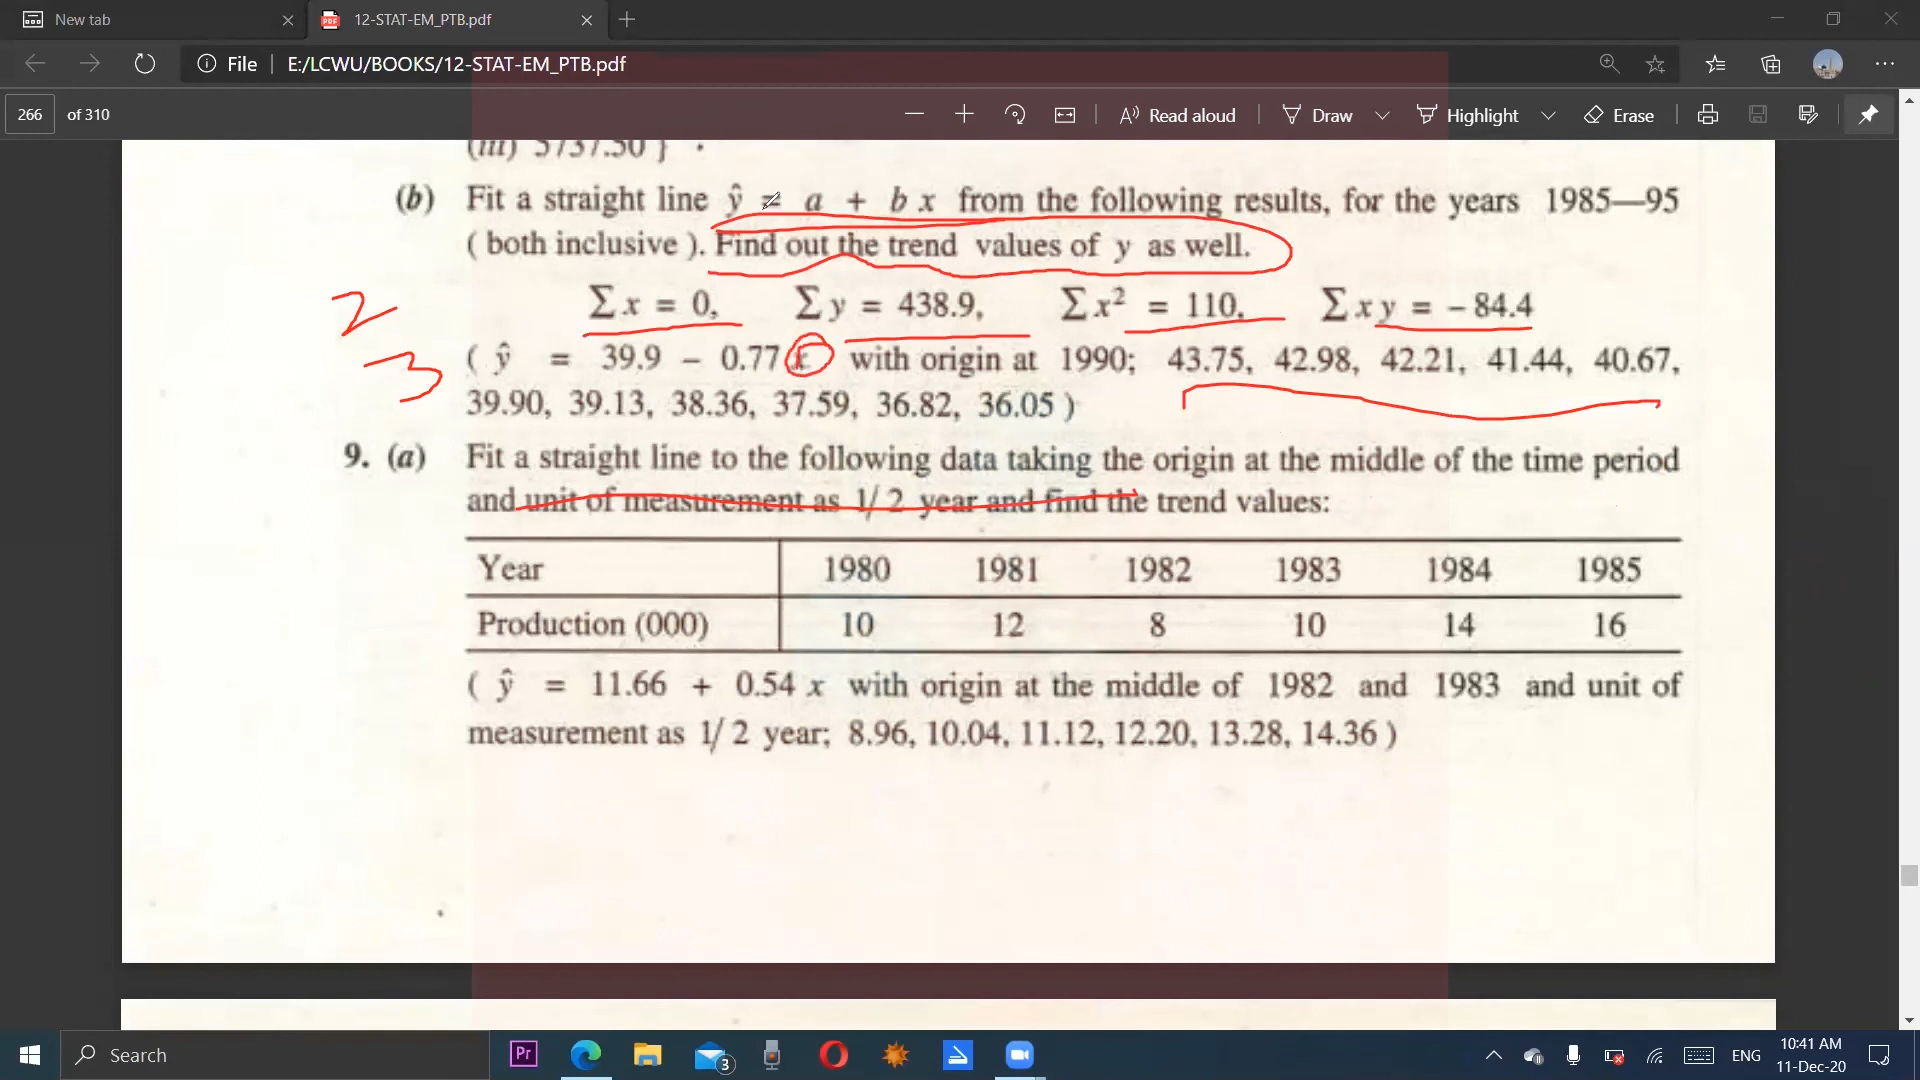 New tab
12-STAT-EM_PTB.pdf
File E:/LCWU/BOOKS/12-STAT-EM_PTB.pdf
266 of 310 Read aloud Draw Highlight Erase
(iii) 5737.50 }
(b) Fit a straight line ŷ = a + b x from the following results, for the years 1985—95
( both inclusive ). Find out the trend values of y as well.
∑ x = 0, ∑ y = 438.9, ∑ x² = 110, ∑ x y = – 84.4
2
( ŷ = 39.9 – 0.77 x with origin at 1990; 43.75, 42.98, 42.21, 41.44, 40.67,
3
39.90, 39.13, 38.36, 37.59, 36.82, 36.05 )
9. (a) Fit a straight line to the following data taking the origin at the middle of the time period
and unit of measurement as 1/2 year and find the trend values:
Year 1980 1981 1982 1983 1984 1985
Production (000) 10 12 8 10 14 16
( ŷ = 11.66 + 0.54 x with origin at the middle of 1982 and 1983 and unit of
measurement as 1/2 year; 8.96, 10.04, 11.12, 12.20, 13.28, 14.36 )
Search
Pr
3
ENG
10:41 AM
11-Dec-20